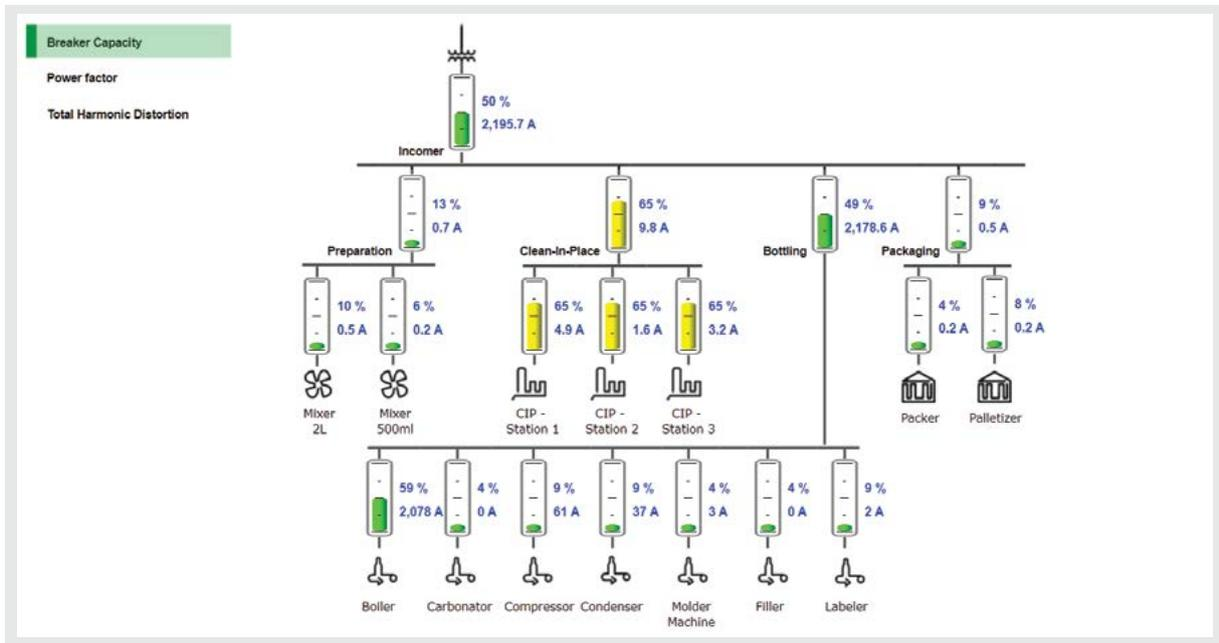 Breaker Capacity
Power factor
Total Harmonic Distortion
50 %
2,195.7 A
Incomer
13 %
0.7 A
Preparation
65 %
9.8 A
Clean-In-Place
49 %
2,178.6 A
Bottling
9 %
0.5 A
Packaging
10 %
0.5 A
6 %
0.2 A
65 %
4.9 A
65 %
1.6 A
65 %
3.2 A
4 %
0.2 A
8 %
0.2 A
Mixer
2L
Mixer
500ml
CIP -
Station 1
CIP -
Station 2
CIP -
Station 3
Packer
Palletizer
59 %
2,078 A
4 %
0 A
9 %
61 A
9 %
37 A
4 %
3 A
4 %
0 A
9 %
2 A
Boiler
Carbonator
Compressor
Condenser
Molder
Machine
Filler
Labeler